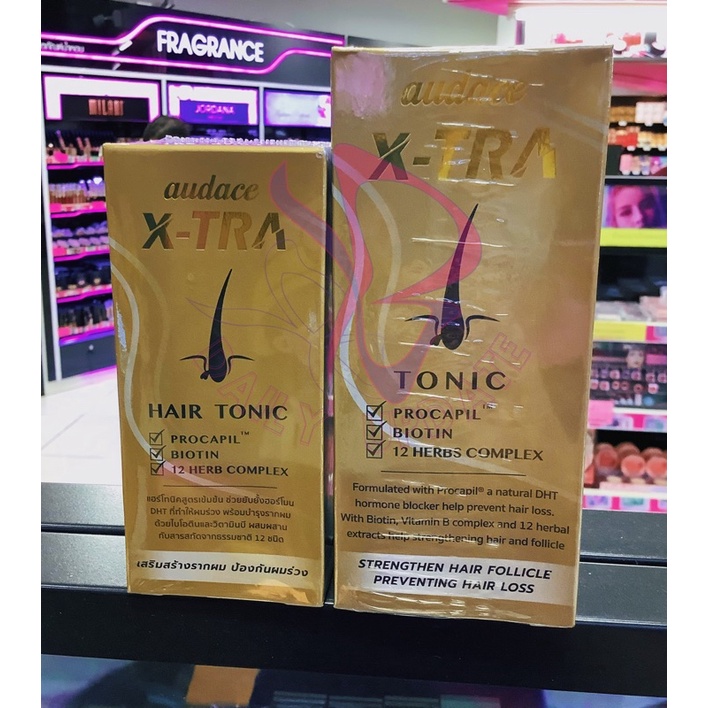 FRAGRANCE
MILANI
JORDANA
audace
X-TRA
HAIR TONIC
PROCAPIL™
BIOTIN
12 HERB COMPLEX
แฮร์โทนิคสูตรเข้มข้น ช่วยยับยั้งฮอร์โมน
DHT ที่ทำให้ผมร่วง พร้อมบำรุงรากผม
ด้วยไบโอตินและวิตามินบี ผสมผสาน
กับสารสกัดจากธรรมชาติ 12 ชนิด
เสริมสร้างรากผม ป้องกันผมร่วง
audace
X-TRA
TONIC
PROCAPIL™
BIOTIN
12 HERBS COMPLEX
Formulated with Procapil® a natural DHT
hormone blocker help prevent hair loss.
With Biotin, Vitamin B complex and 12 herbal
extracts help strengthening hair and follicle
STRENGTHEN HAIR FOLLICLE
PREVENTING HAIR LOSS